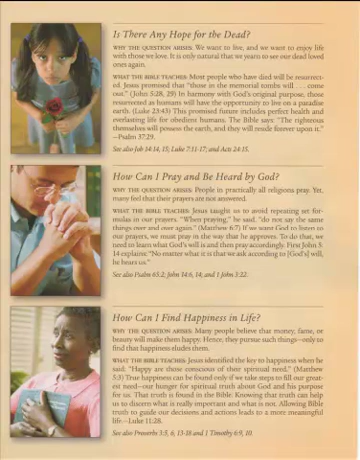 Is There Any Hope for the Dead?
WHY THE QUESTION ARISES: We want to live, and we want to enjoy life
with those we love. It is only natural that we yearn to see our dead loved
ones again.
WHAT THE BIBLE TEACHES: Most people who have died will be resurrect-
ed. Jesus promised that "those in the memorial tombs will . . . come
out." (John 5:28, 29) In harmony with God's original purpose, those
resurrected as humans will have the opportunity to live on a paradise
earth. (Luke 23:43) This promised future includes perfect health and
everlasting life for obedient humans. The Bible says: "The righteous
themselves will possess the earth, and they will reside forever upon it."
—Psalm 37:29.
See also Job 14:14, 15; Luke 7:11-17; and Acts 24:15.
How Can I Pray and Be Heard by God?
WHY THE QUESTION ARISES: People in practically all religions pray. Yet,
many feel that their prayers are not answered.
WHAT THE BIBLE TEACHES: Jesus taught us to avoid repeating set for-
mulas in our prayers. "When praying," he said, "do not say the same
things over and over again." (Matthew 6:7) If we want God to listen to
our prayers, we must pray in the way that he approves. To do that, we
need to learn what God's will is and then pray accordingly. First John 5:
14 explains: "No matter what it is that we ask according to [God's] will,
he hears us."
See also Psalm 65:2; John 14:6, 14; and 1 John 3:22.
How Can I Find Happiness in Life?
WHY THE QUESTION ARISES: Many people believe that money, fame, or
beauty will make them happy. Hence, they pursue such things—only to
find that happiness eludes them.
WHAT THE BIBLE TEACHES: Jesus identified the key to happiness when he
said: "Happy are those conscious of their spiritual need." (Matthew
5:3) True happiness can be found only if we take steps to fill our great-
est need—our hunger for spiritual truth about God and his purpose
for us. That truth is found in the Bible. Knowing that truth can help
us to discern what is really important and what is not. Allowing Bible
truth to guide our decisions and actions leads to a more meaningful
life.—Luke 11:28.
See also Proverbs 3:5, 6, 13-18 and 1 Timothy 6:9, 10.